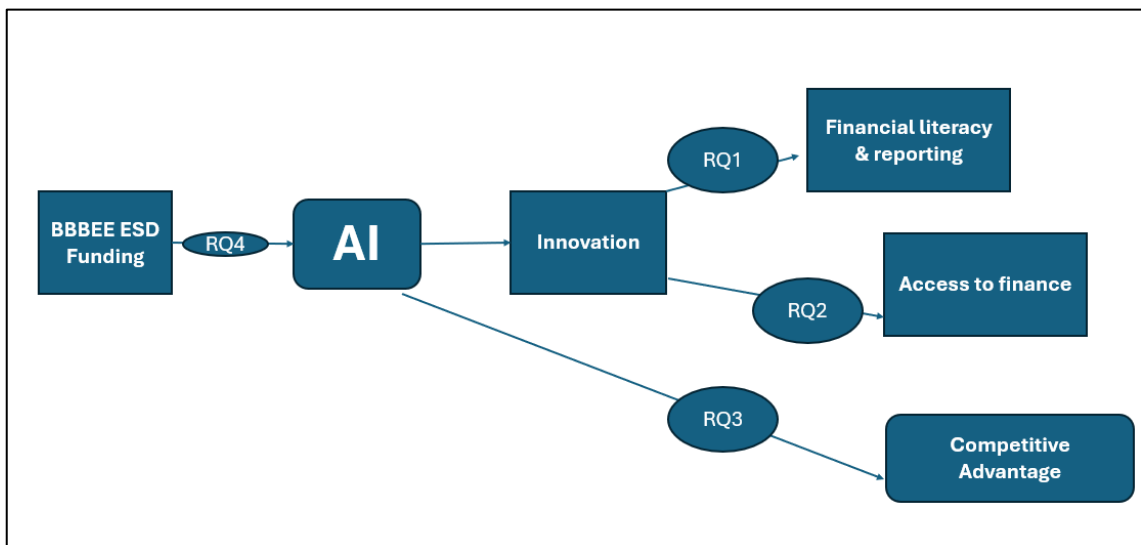 BBBEE ESD
Funding
RQ4
AI
Innovation
RQ1
Financial literacy
& reporting
RQ2
Access to finance
RQ3
Competitive
Advantage